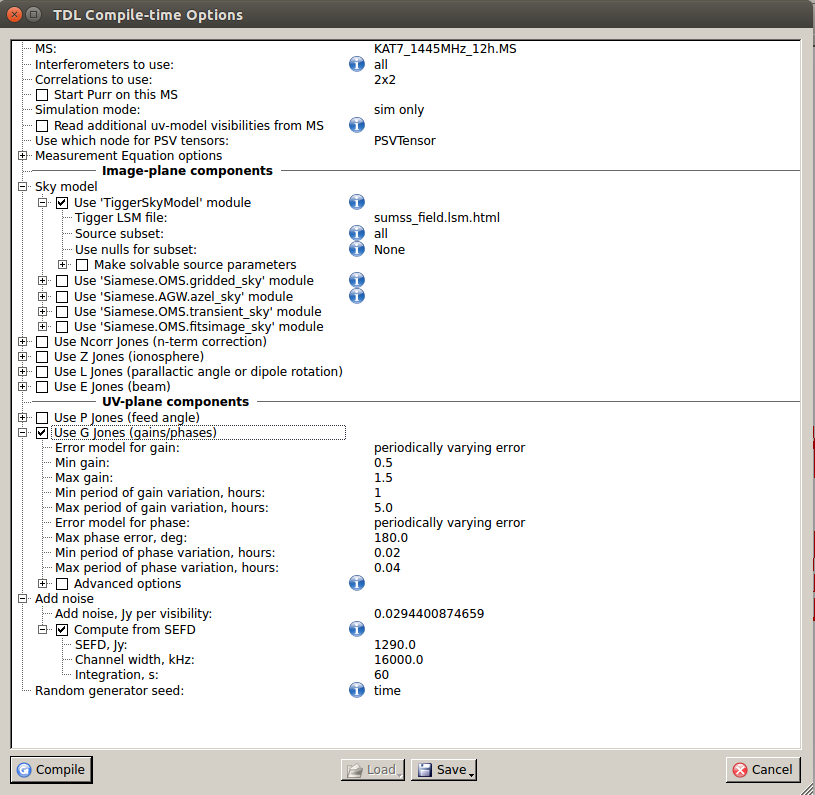 TDL Compile-time Options
MS: KAT7_1445MHz_12h.MS
Interferometers to use: all
Correlations to use: 2x2
Start Purr on this MS
Simulation mode: sim only
Read additional uv-model visibilities from MS
Use which node for PSV tensors: PSVTensor
Measurement Equation options
Image-plane components
Sky model
Use 'TiggerSkyModel' module
Tigger LSM file: sumss_field.lsm.html
Source subset: all
Use nulls for subset: None
Make solvable source parameters
Use 'Siamese.OMS.gridded_sky' module
Use 'Siamese.AGW.azel_sky' module
Use 'Siamese.OMS.transient_sky' module
Use 'Siamese.OMS.fitsimage_sky' module
Use Ncorr Jones (n-term correction)
Use Z Jones (ionosphere)
Use L Jones (parallactic angle or dipole rotation)
Use E Jones (beam)
UV-plane components
Use P Jones (feed angle)
Use G Jones (gains/phases)
Error model for gain: periodically varying error
Min gain: 0.5
Max gain: 1.5
Min period of gain variation, hours: 1
Max period of gain variation, hours: 5.0
Error model for phase: periodically varying error
Max phase error, deg: 180.0
Min period of phase variation, hours: 0.02
Max period of phase variation, hours: 0.04
Advanced options
Add noise
Add noise, Jy per visibility: 0.0294400874659
Compute from SEFD
SEFD, Jy: 1290.0
Channel width, kHz: 16000.0
Integration, s: 60
Random generator seed: time
Compile Load Save Cancel